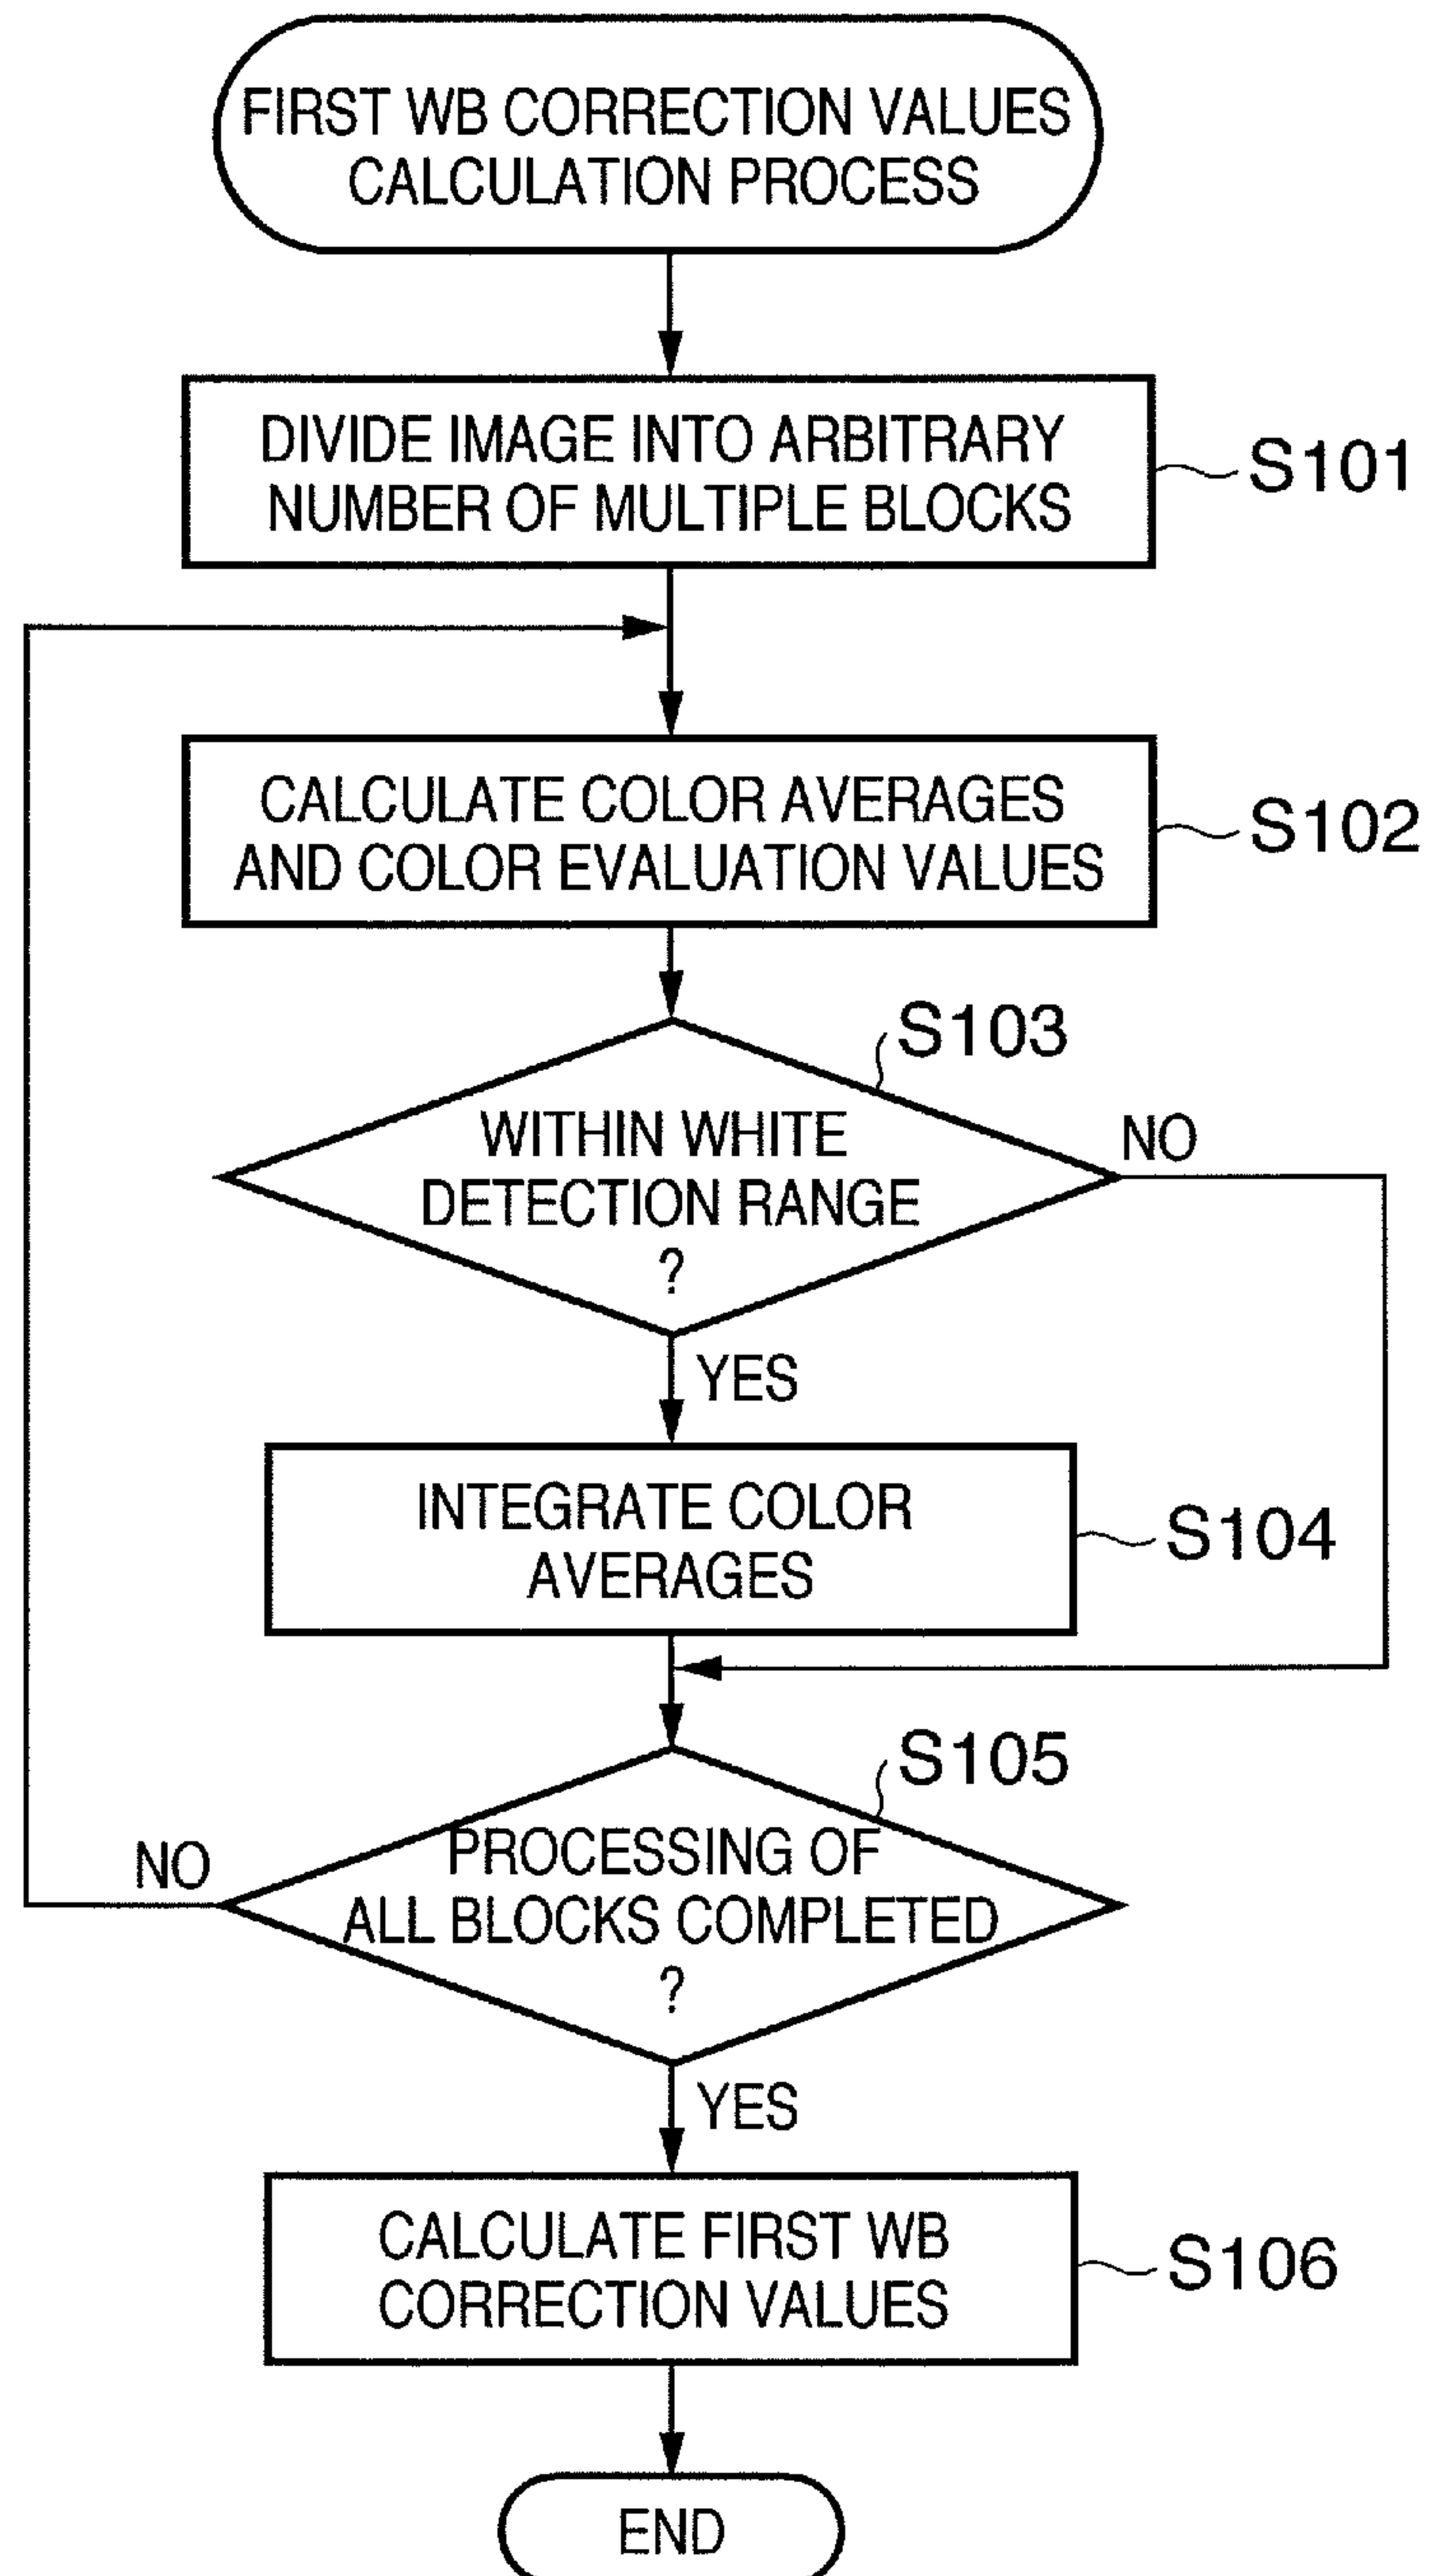 FIRST WB CORRECTION VALUES
CALCULATION PROCESS
DIVIDE IMAGE INTO ARBITRARY
NUMBER OF MULTIPLE BLOCKS
S101
CALCULATE COLOR AVERAGES
AND COLOR EVALUATION VALUES
S102
S103
WITHIN WHITE
DETECTION RANGE
?
NO
YES
INTEGRATE COLOR
AVERAGES
S104
S105
PROCESSING OF
ALL BLOCKS COMPLETED
?
NO
YES
CALCULATE FIRST WB
CORRECTION VALUES
S106
END